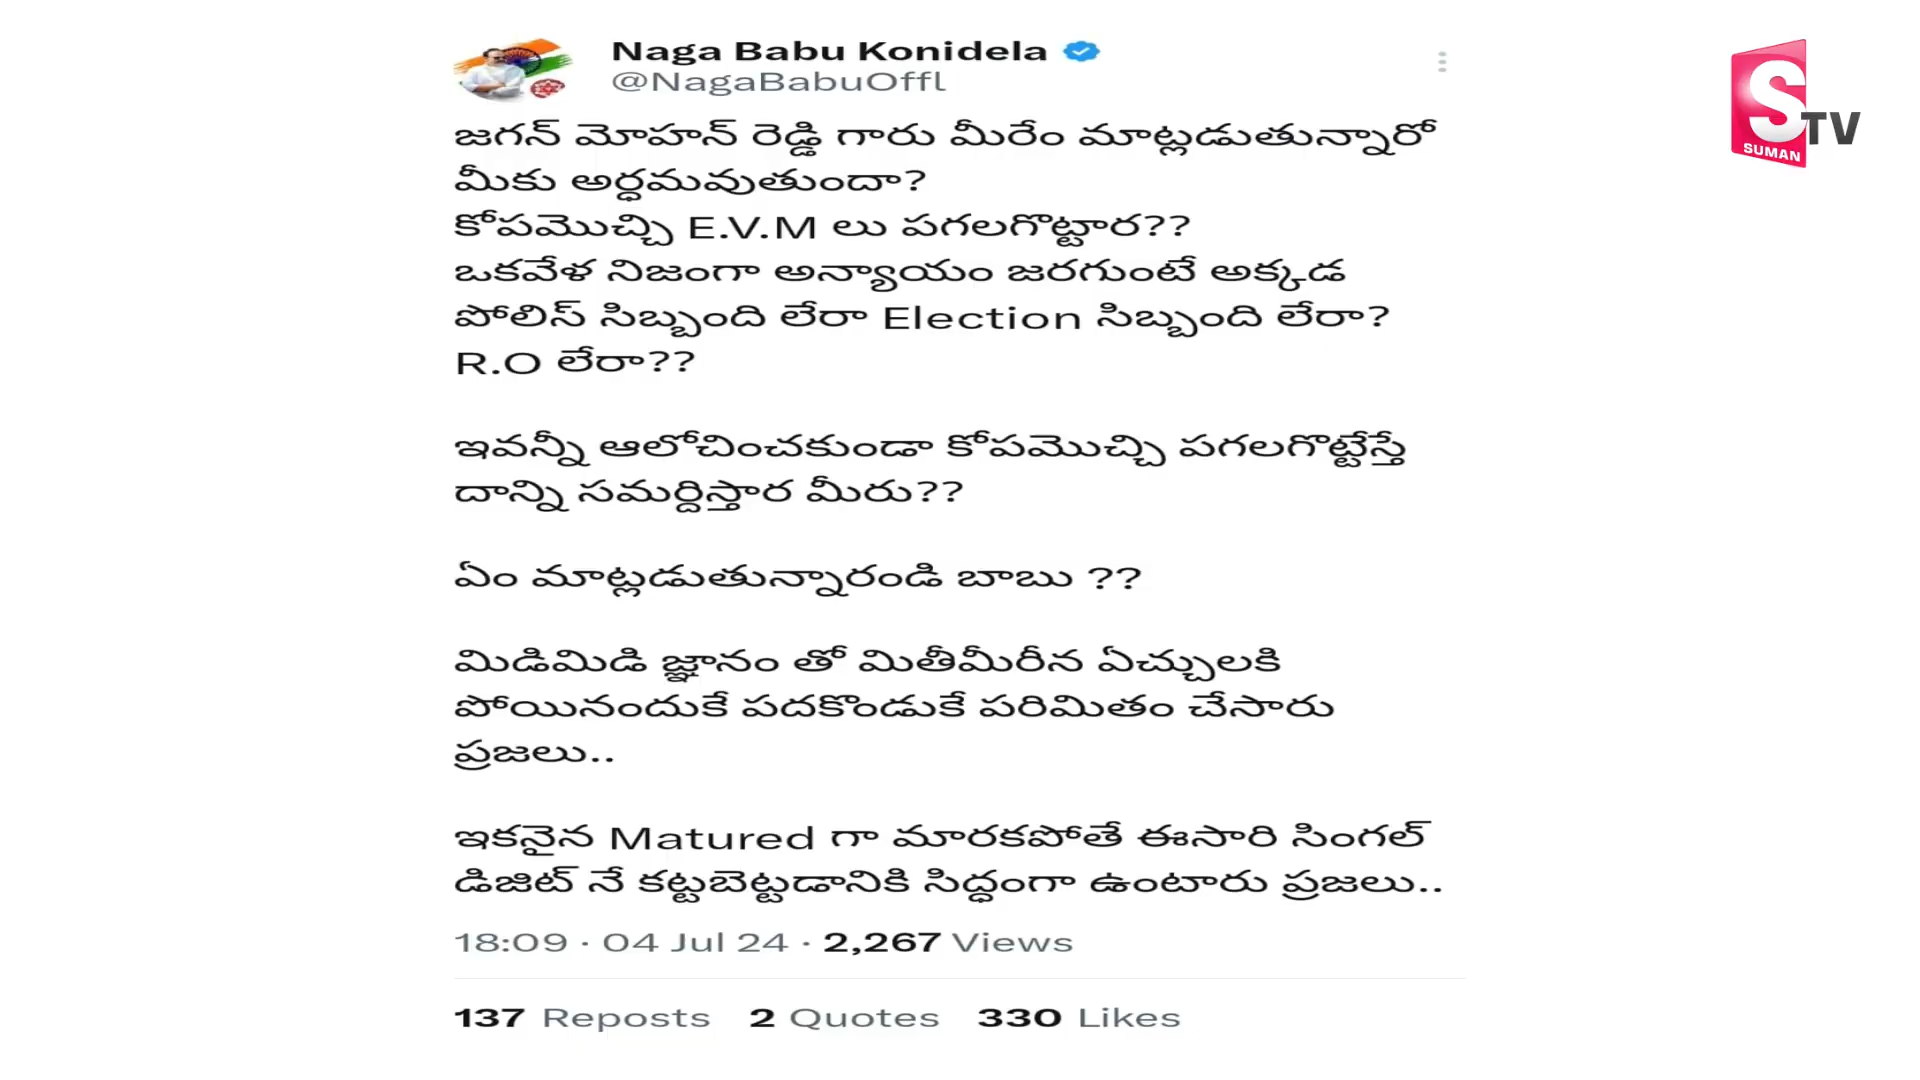 Naga Babu Konidela
@NagaBabuOffl
S
TV
SUMAN
జగన్ మోహన్ రెడ్డి గారు మీరేం మాట్లడుతున్నారో
మీకు అర్ధమవుతుందా?
కోపమొచ్చి E.V.M లు పగలగొట్టార??
ఒకవేళ నిజంగా అన్యాయం జరగుంటే అక్కడ
పోలిస్ సిబ్బంది లేరా Election సిబ్బంది లేరా?
R.O లేరా??
ఇవన్నీ ఆలోచించకుండా కోపమొచ్చి పగలగొట్టేస్తే
దాన్ని సమర్దిస్తార మీరు??
ఏం మాట్లడుతున్నారండి బాబు ??
మిడిమిడి జ్ఞానం తో మితీమీరీన ఏచ్చులకి
పోయినందుకే పదకొండుకే పరిమితం చేసారు
ప్రజలు..
ఇకనైన Matured గా మారకపోతే ఈసారి సింగల్
డిజిట్ నే కట్టబెట్టడానికి సిద్ధంగా ఉంటారు ప్రజలు..
18:09 · 04 Jul 24 · 2,267 Views
137 Reposts 2 Quotes 330 Likes